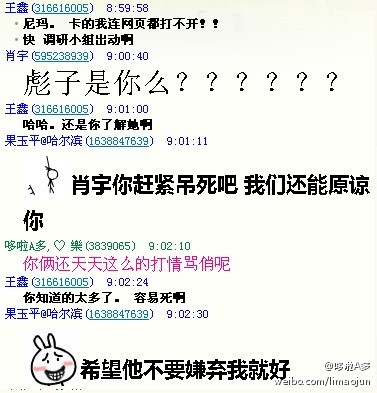 王鑫(316616005)  8:59:58
尼玛。 卡的我连网页都打不开!!
快 调研小组出动啊
肖宇(595238939)  9:00:40
彪子是你么??????
王鑫(316616005)  9:01:00
哈哈。还是你了解她啊
果玉平@哈尔滨(1638847639)  9:01:11
肖宇你赶紧吊死吧 我们还能原谅
你
哆啦A多,♡ 樂(3839065)  9:02:10
你俩还天天这么的打情骂俏呢
王鑫(316616005)  9:02:24
你知道的太多了。 容易死啊
果玉平@哈尔滨(1638847639)  9:02:30
希望他不要嫌弃我就好
@哆啦A多
weibo.com/limaojun